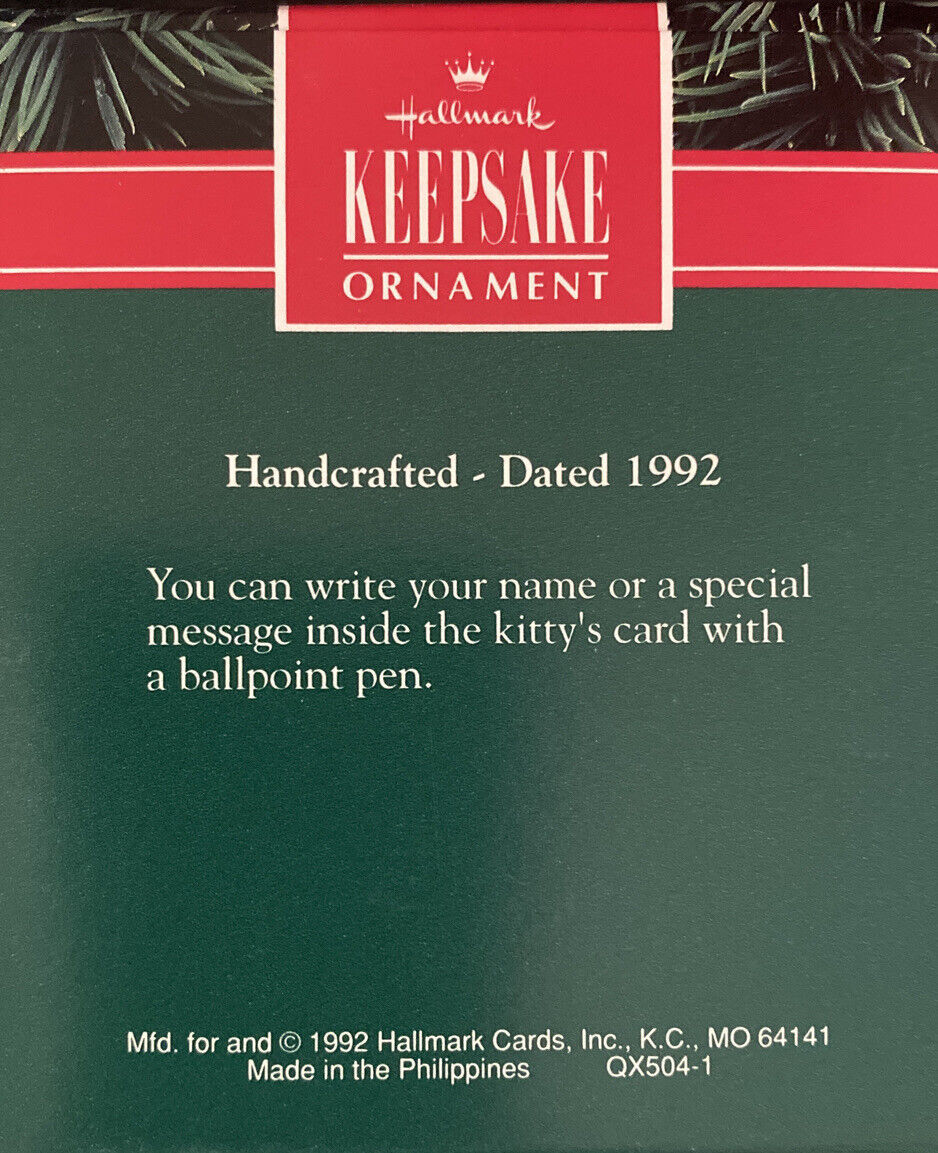 Hallmark
KEEPSAKE
ORNAMENT
Handcrafted - Dated 1992
You can write your name or a special
message inside the kitty's card with
a ballpoint pen.
Mfd. for and © 1992 Hallmark Cards, Inc., K.C., MO 64141
Made in the Philippines QX504-1